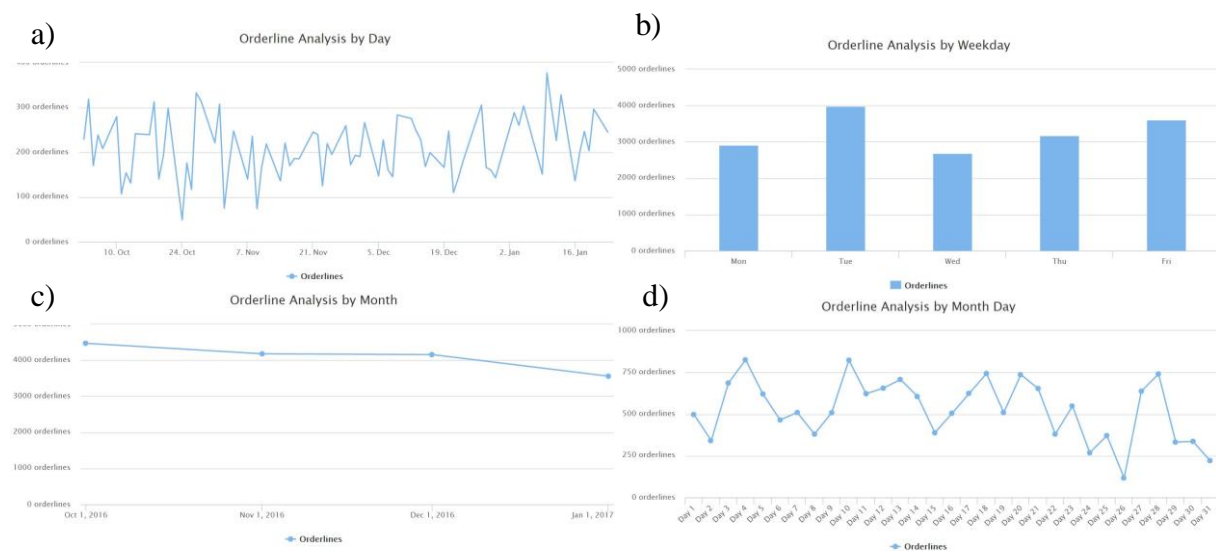 a)
Orderline Analysis by Day
300 orderlines
200 orderlines
100 orderlines
0 orderlines
10. Oct 24. Oct 7. Nov 21. Nov 5. Dec 19. Dec 2. Jan 16. Jan
Orderlines
b)
Orderline Analysis by Weekday
5000 orderlines
4000 orderlines
3000 orderlines
2000 orderlines
1000 orderlines
0 orderlines
Mon Tue Wed Thu Fri
Orderlines
c)
Orderline Analysis by Month
4000 orderlines
3000 orderlines
2000 orderlines
1000 orderlines
0 orderlines
Oct 1, 2016 Nov 1, 2016 Dec 1, 2016 Jan 1, 2017
Orderlines
d)
Orderline Analysis by Month Day
1000 orderlines
750 orderlines
500 orderlines
250 orderlines
0 orderlines
Day 1 Day 2 Day 3 Day 4 Day 5 Day 6 Day 7 Day 8 Day 9 Day 10 Day 11 Day 12 Day 13 Day 14 Day 15 Day 16 Day 17 Day 18 Day 19 Day 20 Day 21 Day 22 Day 23 Day 24 Day 25 Day 26 Day 27 Day 28 Day 29 Day 30 Day 31
Orderlines